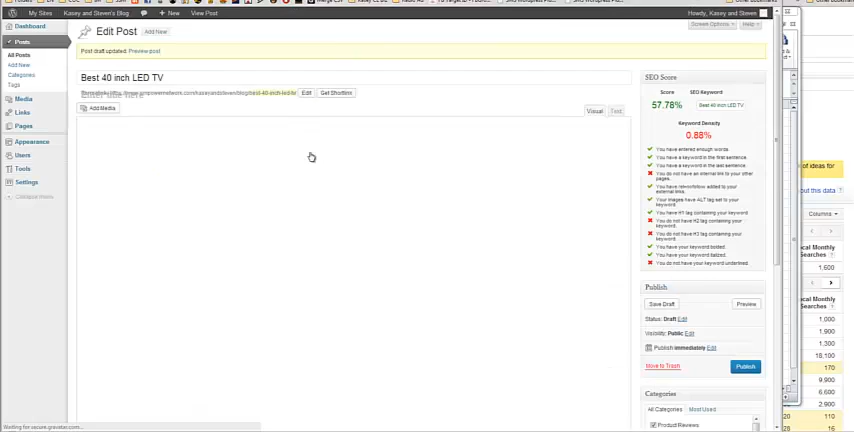 Kasey and Steven's Blog
+ New
View Post
Howdy, Kasey and Steven
Dashboard
Posts
All Posts
Add New
Categories
Tags
Media
Links
Pages
Appearance
Users
Tools
Settings
Collapse menu
Edit Post
Add New
Screen Options
Help
Post draft updated. Preview post
Best 40 inch LED TV
Edit
Get Shortlink
Add Media
Visual
Text
SEO Score
Score
SEO Keyword
57.78%
Best 40 inch LED TV
Keyword Density
0.88%
You have entered enough words.
You have a keyword in the first sentence.
You have a keyword in the last sentence.
You do not have an internal link to your other
pages.
You have rel=nofollow added to your
external links.
Your images have ALT tag set to your
keyword.
You have H1 tag containing your keyword.
You do not have H2 tag containing your
keyword.
You do not have H3 tag containing your
keyword.
You have your keyword bolded.
You have your keyword italized.
You do not have your keyword underlined.
Publish
Save Draft
Preview
Status: Draft Edit
Visibility: Public Edit
Publish immediately Edit
Move to Trash
Publish
Categories
All Categories
Most Used
Product Reviews
of ideas for
out this data
Columns
ocal Monthly
Searches
1,600
ocal Monthly
Searches
1,000
1,900
1,300
18,100
170
9,900
6,600
2,900
20
110
28
16
Waiting for secure.gravatar.com...